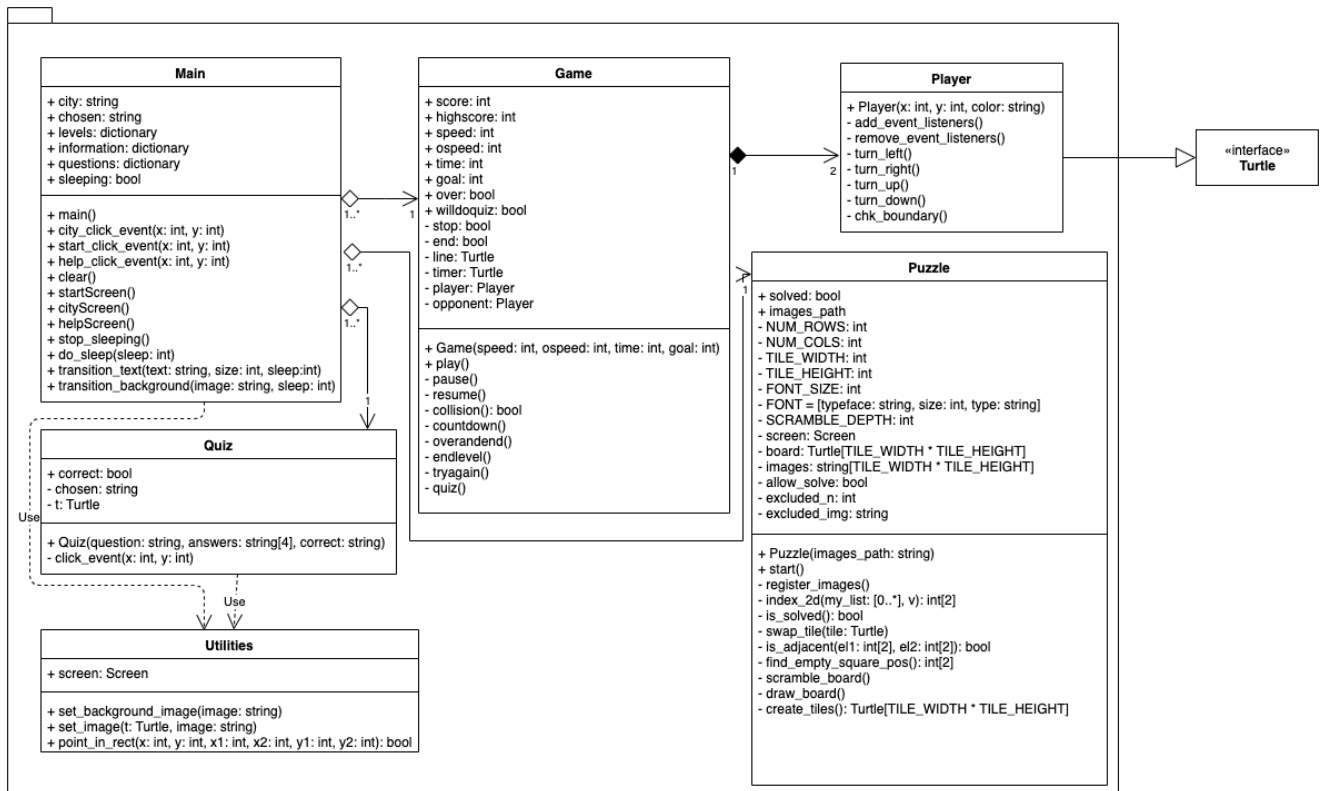 Main
+ city: string
+ chosen: string
+ levels: dictionary
+ information: dictionary
+ questions: dictionary
+ sleeping: bool
+ main()
+ city_click_event(x: int, y: int)
+ start_click_event(x: int, y: int)
+ help_click_event(x: int, y: int)
+ clear()
+ startScreen()
+ cityScreen()
+ helpScreen()
+ stop_sleeping()
+ do_sleep(sleep: int)
+ transition_text(text: string, size: int, sleep:int)
+ transition_background(image: string, sleep: int)
1..*
1
1..*
1
1..*
1
Game
+ score: int
+ highscore: int
+ speed: int
+ ospeed: int
+ time: int
+ goal: int
+ over: bool
+ willdoquiz: bool
- stop: bool
- end: bool
- line: Turtle
- timer: Turtle
- player: Player
- opponent: Player
+ Game(speed: int, ospeed: int, time: int, goal: int)
+ play()
- pause()
- resume()
- collision(): bool
- countdown()
- overandend()
- endlevel()
- tryagain()
- quiz()
1
2
Player
+ Player(x: int, y: int, color: string)
- add_event_listeners()
- remove_event_listeners()
- turn_left()
- turn_right()
- turn_up()
- turn_down()
- chk_boundary()
«interface»
Turtle
Puzzle
+ solved: bool
+ images_path
- NUM_ROWS: int
- NUM_COLS: int
- TILE_WIDTH: int
- TILE_HEIGHT: int
- FONT_SIZE: int
- FONT = [typeface: string, size: int, type: string]
- SCRAMBLE_DEPTH: int
- screen: Screen
- board: Turtle[TILE_WIDTH * TILE_HEIGHT]
- images: string[TILE_WIDTH * TILE_HEIGHT]
- allow_solve: bool
- excluded_n: int
- excluded_img: string
+ Puzzle(images_path: string)
+ start()
- register_images()
- index_2d(my_list: [0..*], v): int[2]
- is_solved(): bool
- swap_tile(tile: Turtle)
- is_adjacent(el1: int[2], el2: int[2]): bool
- find_empty_square_pos(): int[2]
- scramble_board()
- draw_board()
- create_tiles(): Turtle[TILE_WIDTH * TILE_HEIGHT]
Quiz
+ correct: bool
- chosen: string
- t: Turtle
+ Quiz(question: string, answers: string[4], correct: string)
- click_event(x: int, y: int)
Use
Use
Utilities
+ screen: Screen
+ set_background_image(image: string)
+ set_image(t: Turtle, image: string)
+ point_in_rect(x: int, y: int, x1: int, x2: int, y1: int, y2: int): bool